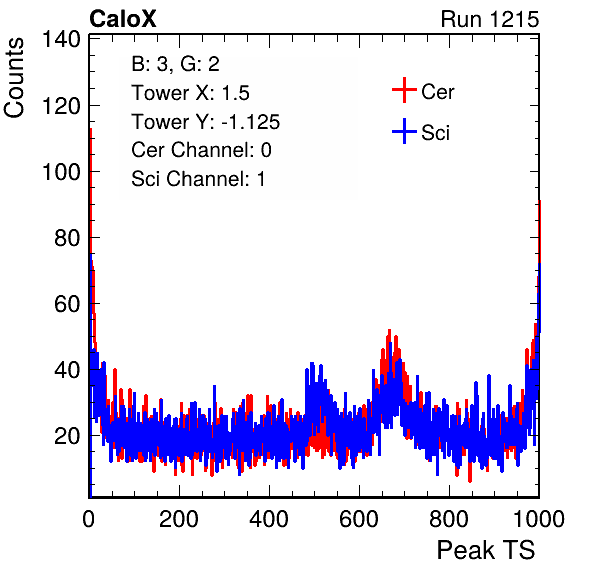 CaloX
Run 1215
Counts
140
120
100
80
60
40
20
B: 3, G: 2
Tower X: 1.5
Tower Y: -1.125
Cer Channel: 0
Sci Channel: 1
Cer
Sci
0
200
400
600
800
1000
Peak TS